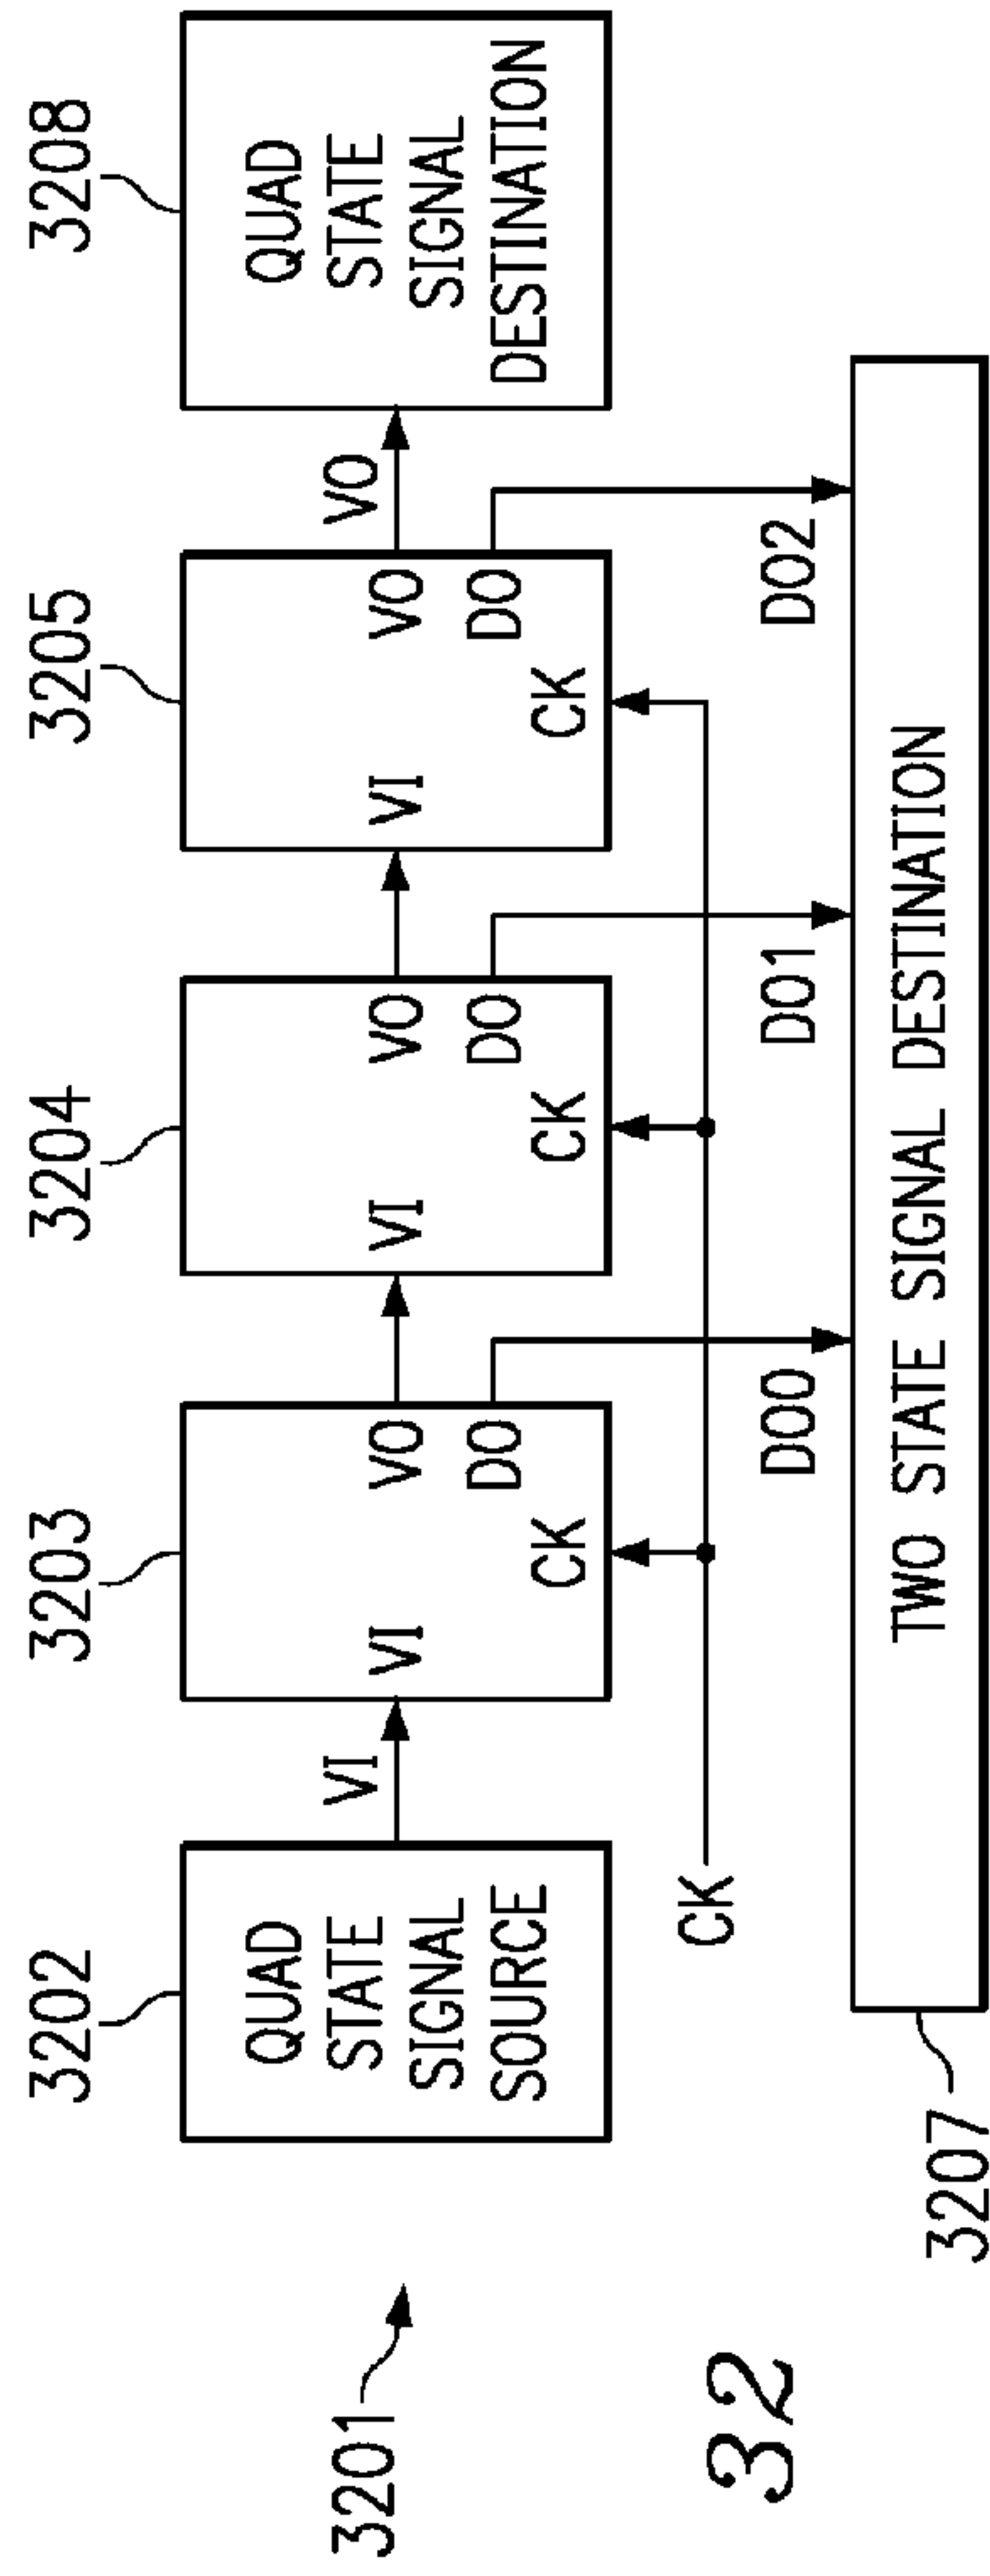 3201
3202
3203
3204
3205
3208
QUAD
STATE
SIGNAL
SOURCE
VI
VI
VO
DO
CK
VI
VO
DO
CK
VI
VO
DO
CK
VO
QUAD
STATE
SIGNAL
DESTINATION
CK
DO0
DO1
DO2
TWO STATE SIGNAL DESTINATION
3207
32